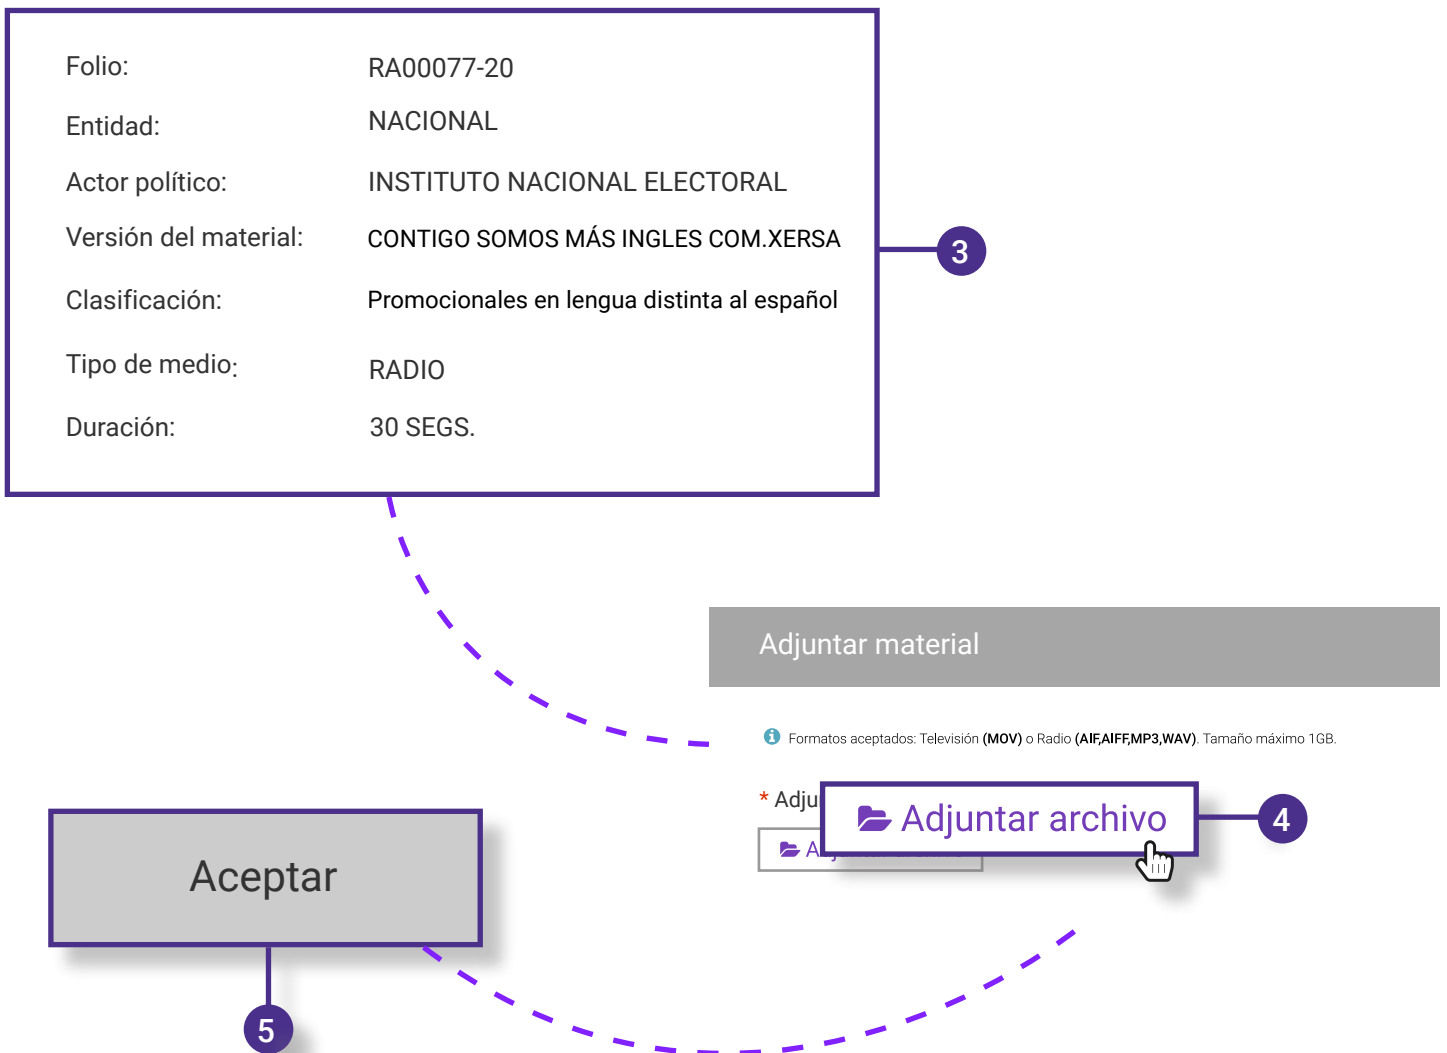 Folio: RA00077-20
Entidad: NACIONAL
Actor político: INSTITUTO NACIONAL ELECTORAL
Versión del material: CONTIGO SOMOS MÁS INGLES COM.XERSA
3
Clasificación: Promocionales en lengua distinta al español
Tipo de medio: RADIO
Duración: 30 SEGS.
Adjuntar material
Formatos aceptados: Televisión (MOV) o Radio (AIF,AIFF,MP3,WAV). Tamaño máximo 1GB.
* Adju
Adjuntar archivo
4
Aceptar
5